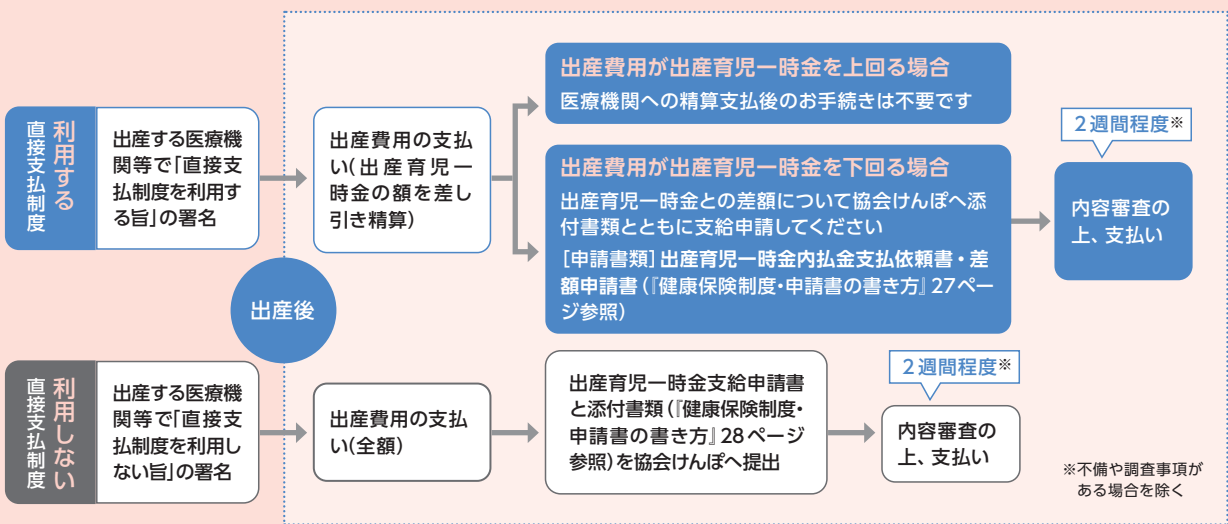 直接支払制度
利用する
出産する医療機
関等で「直接支
払制度を利用す
る旨」の署名
出産費用の支払
い(出産育児一
時金の額を差し
引き精算)
出産費用が出産育児一時金を上回る場合
医療機関への精算支払後のお手続きは不要です
出産費用が出産育児一時金を下回る場合
出産育児一時金との差額について協会けんぽへ添
付書類とともに支給申請してください
[申請書類]出産育児一時金内払金支払依頼書・差
額申請書(『健康保険制度・申請書の書き方』27ペー
ジ参照)
2週間程度※
内容審査の
上、支払い
出産後
直接支払制度
利用しない
出産する医療機
関等で「直接支
払制度を利用し
ない旨」の署名
出産費用の支払
い(全額)
出産育児一時金支給申請書
と添付書類(『健康保険制度・
申請書の書き方』28ページ
参照)を協会けんぽへ提出
2週間程度※
内容審査の
上、支払い
※不備や調査事項が
ある場合を除く